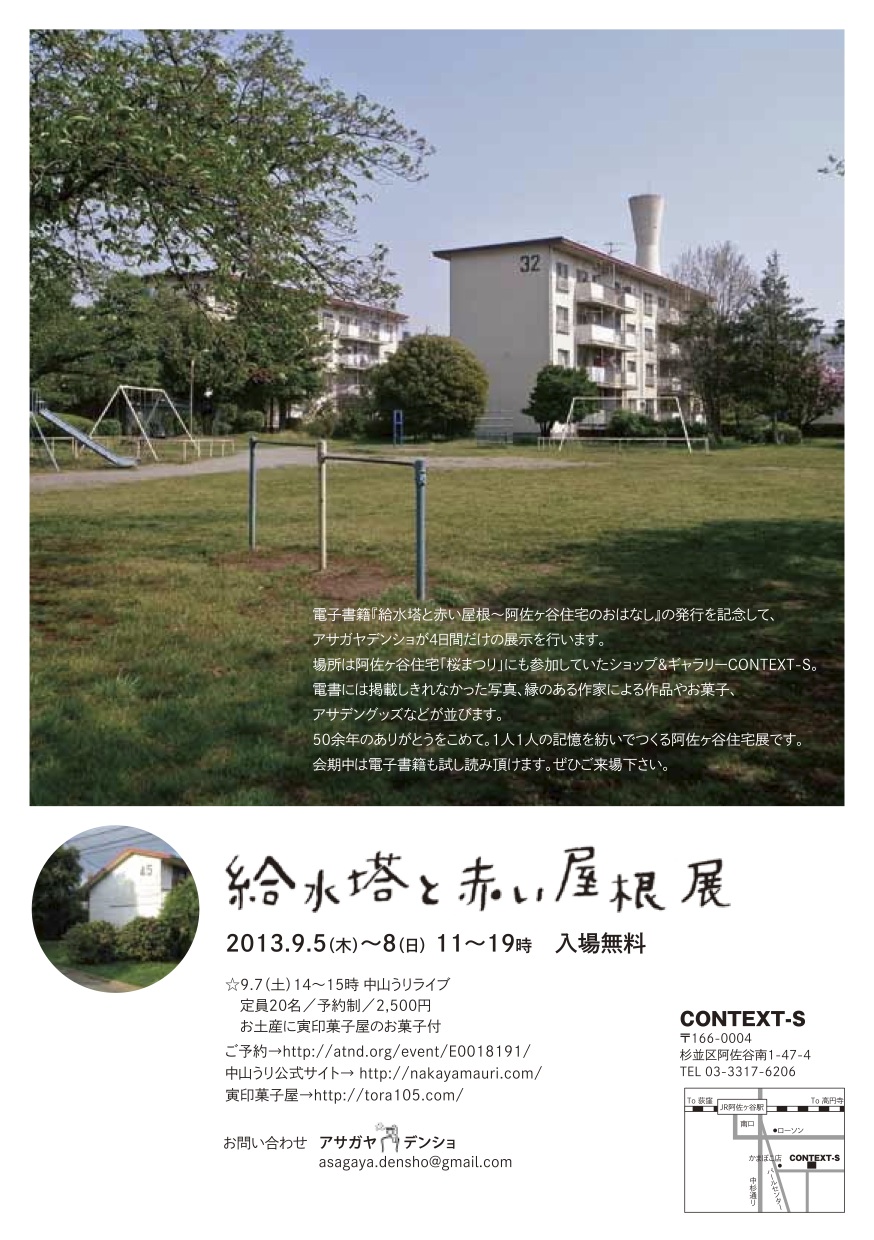 32
電子書籍『給水塔と赤い屋根〜阿佐ヶ谷住宅のおはなし』の発行を記念して、
アサガヤデンショが4日間だけの展示を行います。
場所は阿佐ヶ谷住宅「桜まつり」にも参加していたショップ&ギャラリーCONTEXT-S。
電書には掲載しきれなかった写真、縁のある作家による作品やお菓子、
アサデングッズなどが並びます。
50余年のありがとうをこめて。1人1人の記憶を紡いでつくる阿佐ヶ谷住宅展です。
会期中は電子書籍も試し読み頂けます。ぜひご来場下さい。
45
給水塔と赤い屋根 展
2013.9.5(木)〜8(日) 11〜19時 入場無料
☆9.7(土)14〜15時 中山うりライブ
定員20名/予約制/2,500円
お土産に寅印菓子屋のお菓子付
ご予約→http://atnd.org/event/E0018191/
中山うり公式サイト→ http://nakayamauri.com/
寅印菓子屋→http://tora105.com/
お問い合わせ アサガヤデンショ
asagaya.densho@gmail.com
CONTEXT-S
〒166-0004
杉並区阿佐谷南1-47-4
TEL 03-3317-6206
To 荻窪
JR阿佐ヶ谷駅
To 高円寺
南口
●ローソン
かまぼこ店
CONTEXT-S
中杉通り
パールセンター